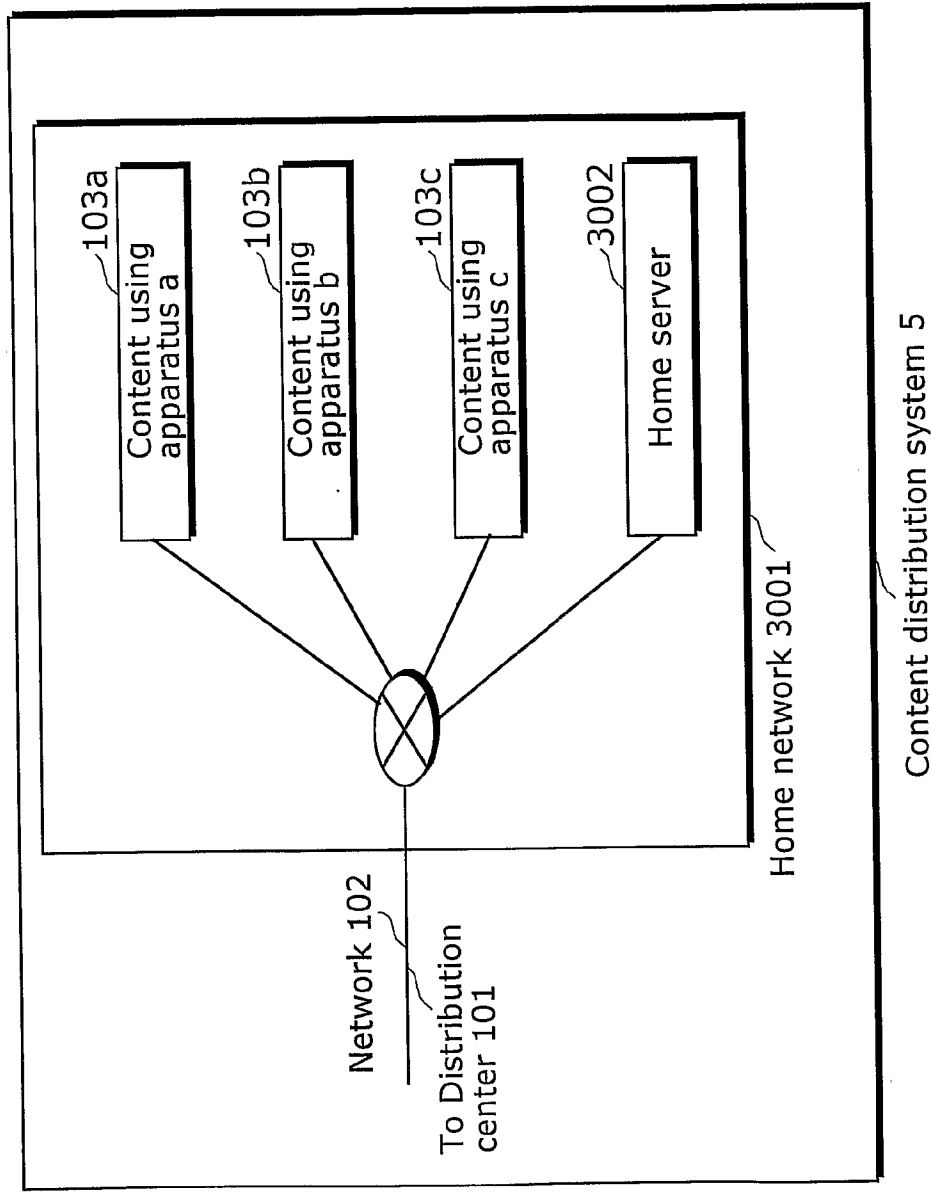 Content distribution system 5
Home network 3001
Network 102
To Distribution
center 101
103a
Content using
apparatus a
103b
Content using
apparatus b
103c
Content using
apparatus c
3002
Home server